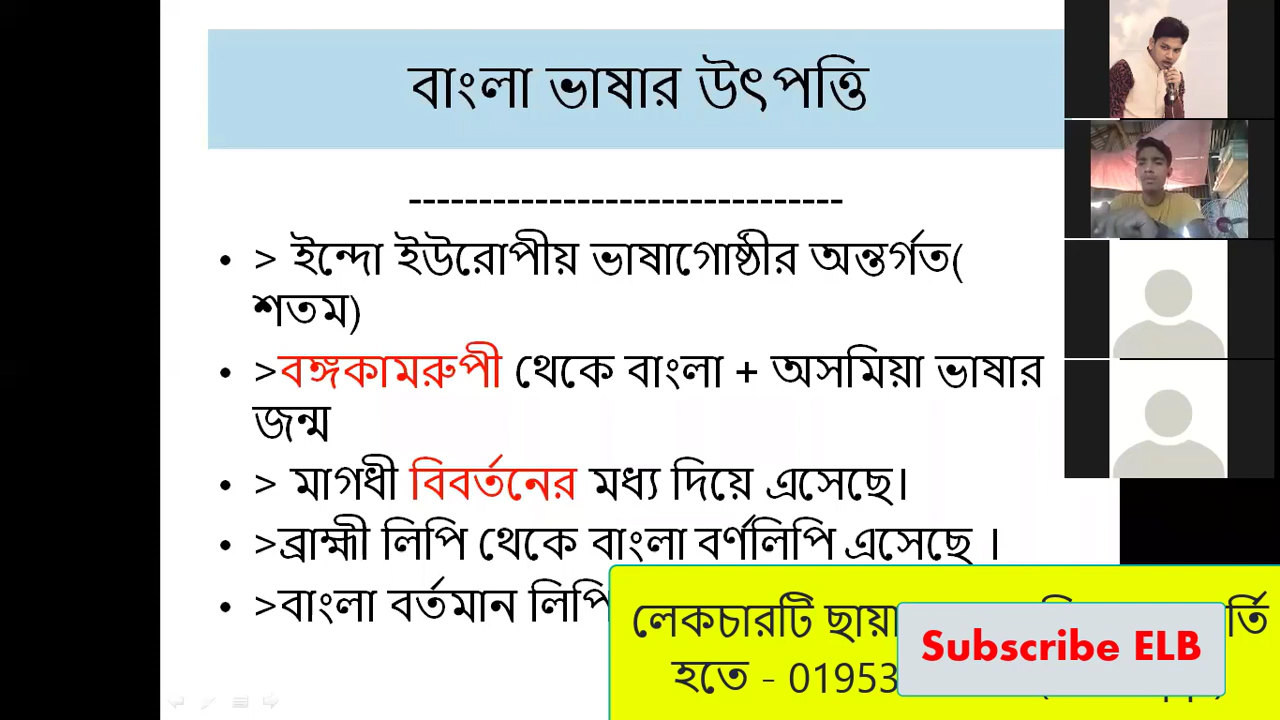 বাংলা ভাষার উৎপত্তি
-------------------------------
• > ইন্দো ইউরোপীয় ভাষাগোষ্ঠীর অন্তর্গত(
শতম)
• >বঙ্গকামরুপী থেকে বাংলা + অসমিয়া ভাষার
জন্ম
• > মাগধী বিবর্তনের মধ্য দিয়ে এসেছে।
• >ব্রাহ্মী লিপি থেকে বাংলা বর্ণলিপি এসেছে ।
• >বাংলা বর্তমান লিপি
লেকচারটি
হতে - 01953
Subscribe ELB